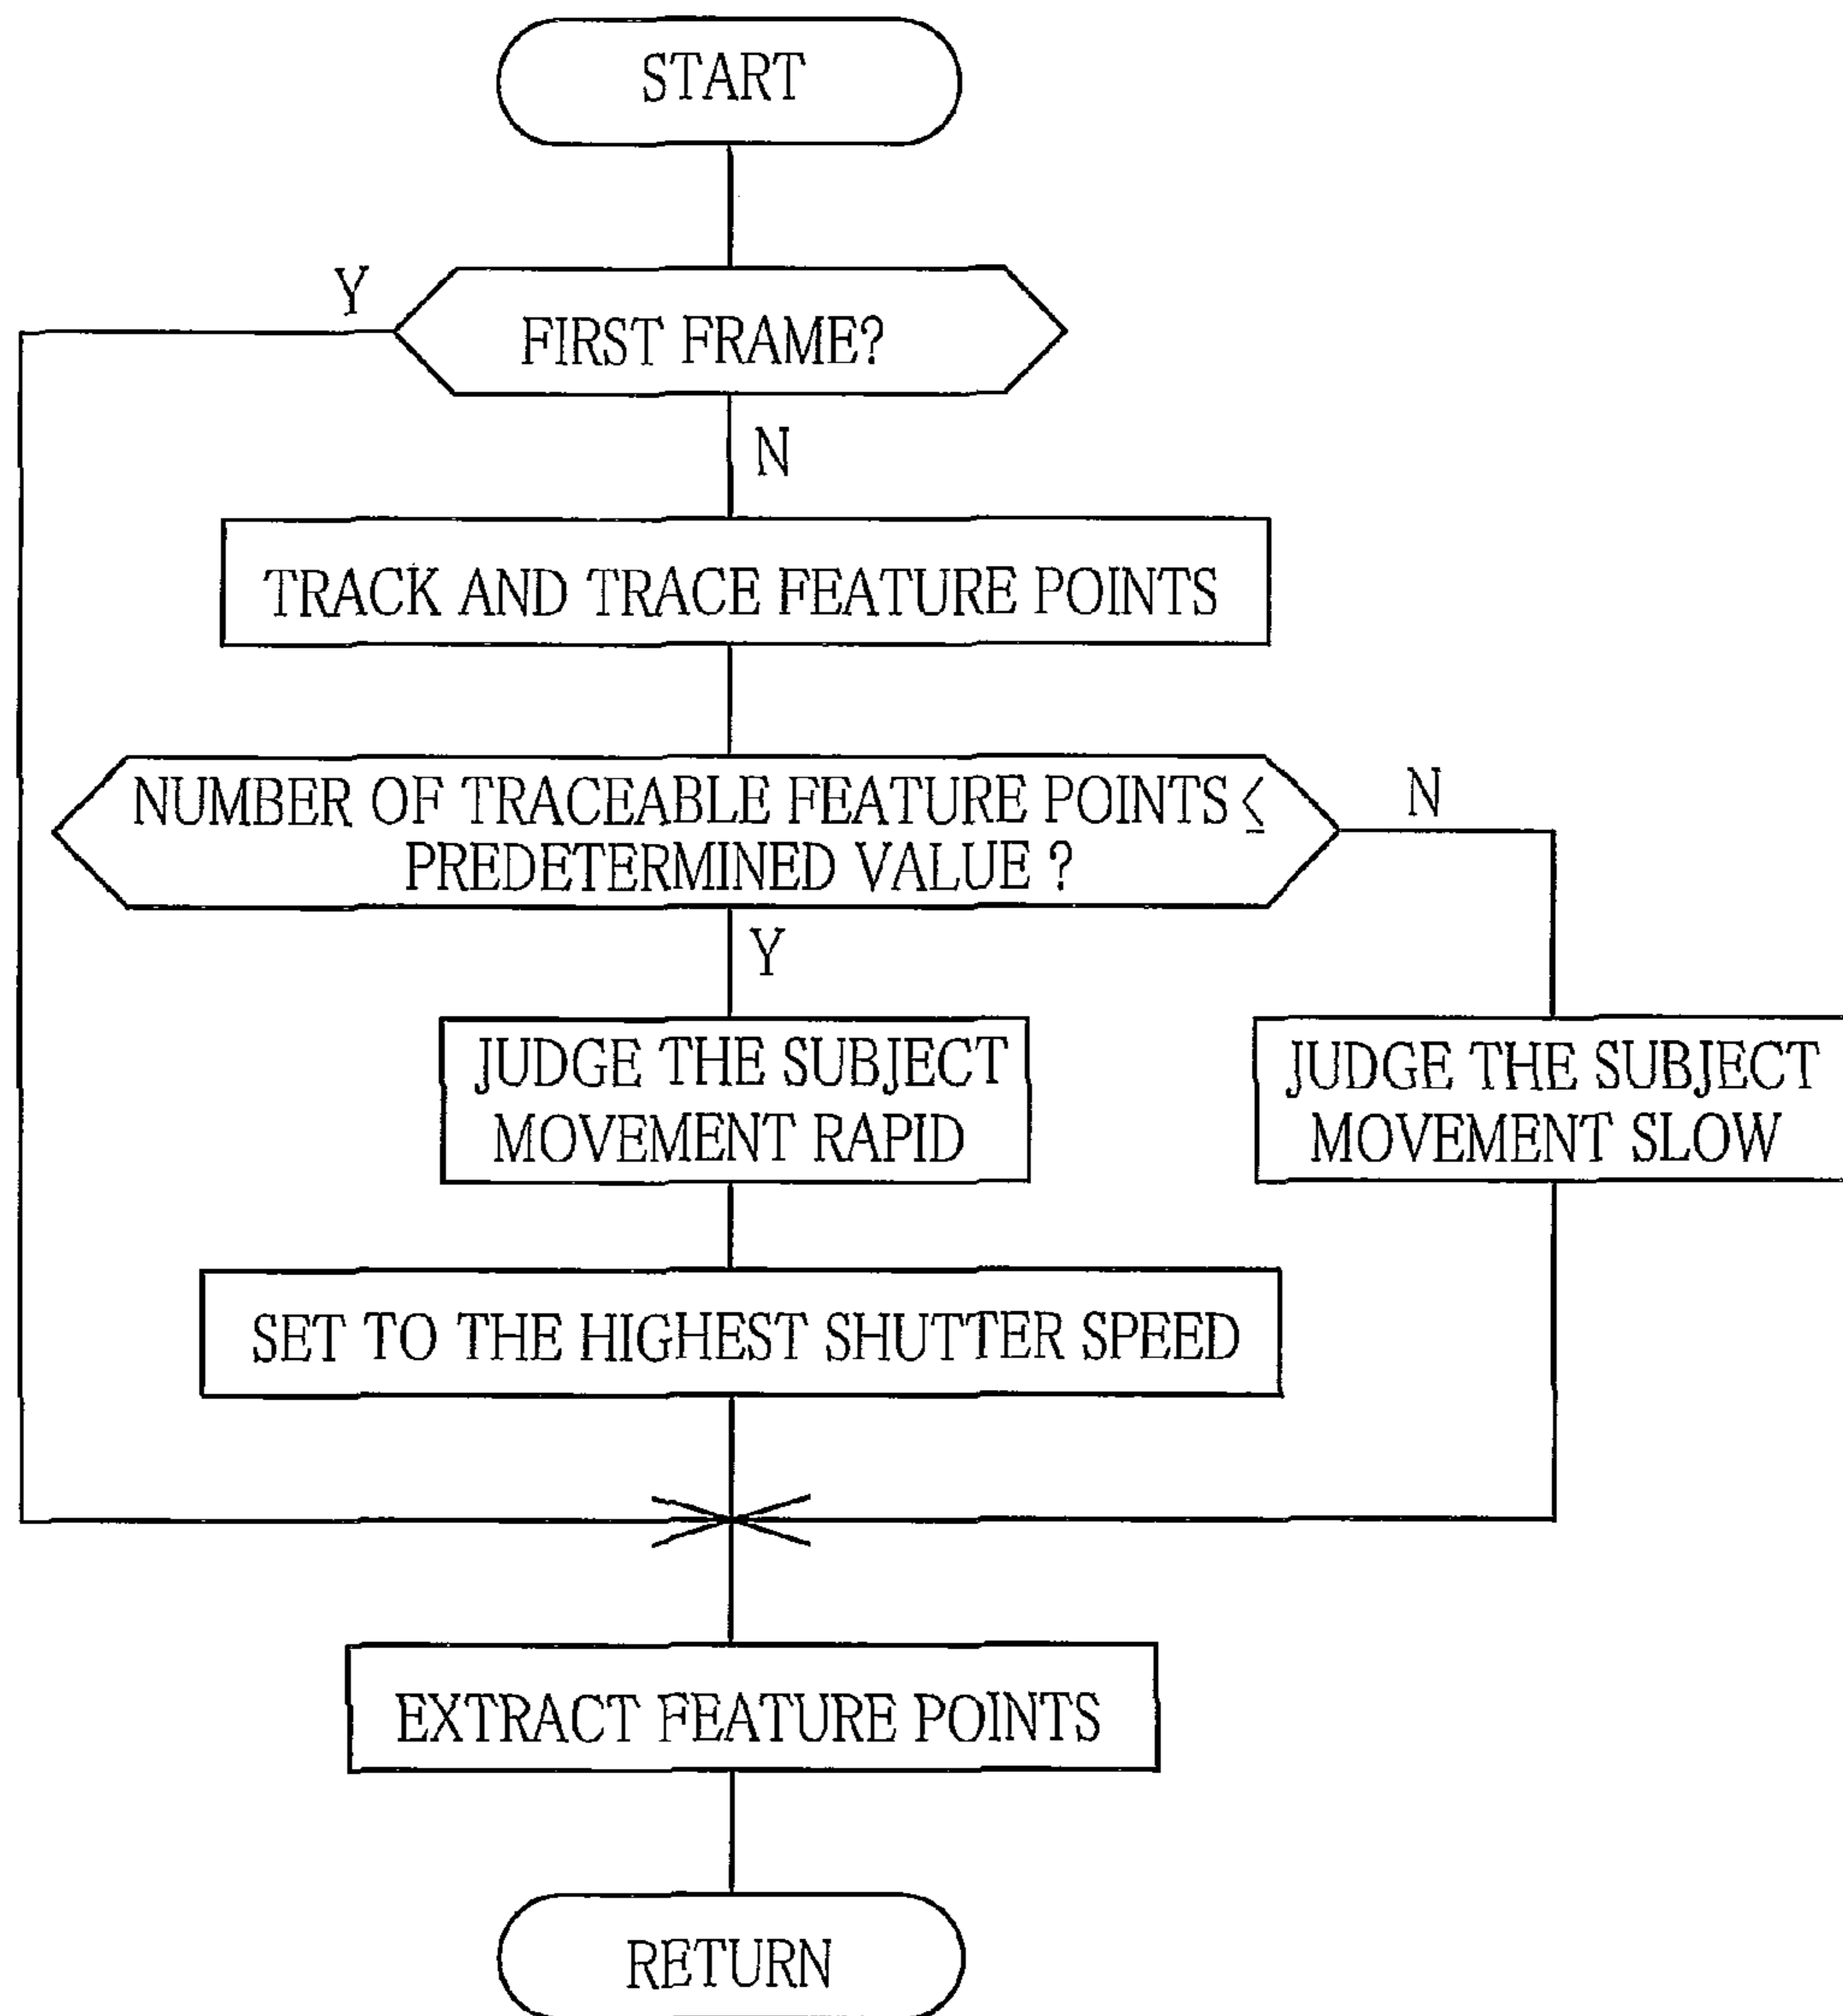 START
Y
FIRST FRAME?
N
TRACK AND TRACE FEATURE POINTS
NUMBER OF TRACEABLE FEATURE POINTS ≤
PREDETERMINED VALUE ?
N
Y
JUDGE THE SUBJECT
MOVEMENT RAPID
JUDGE THE SUBJECT
MOVEMENT SLOW
SET TO THE HIGHEST SHUTTER SPEED
EXTRACT FEATURE POINTS
RETURN